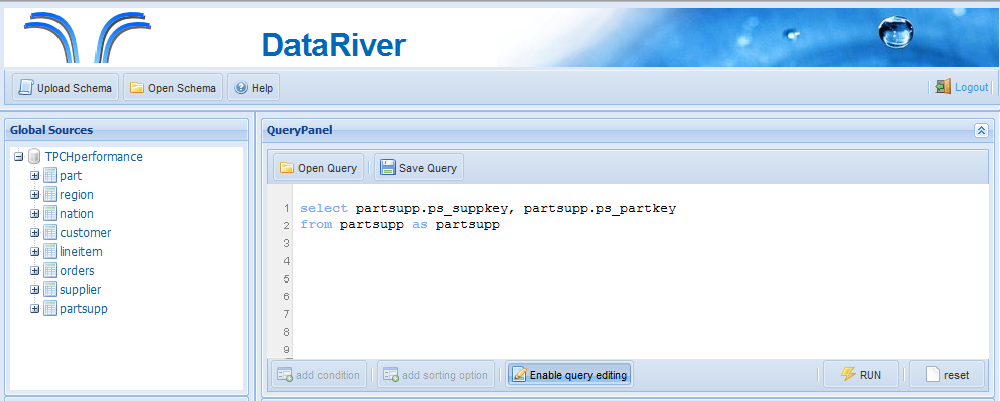 DataRiver
Upload Schema Open Schema Help Logout
Global Sources
TPCHperformance
part
region
nation
customer
lineitem
orders
supplier
partsupp
QueryPanel
Open Query Save Query
1 select partsupp.ps_suppkey, partsupp.ps_partkey
2 from partsupp as partsupp
3
4
5
6
7
8
9
add condition add sorting option Enable query editing RUN reset